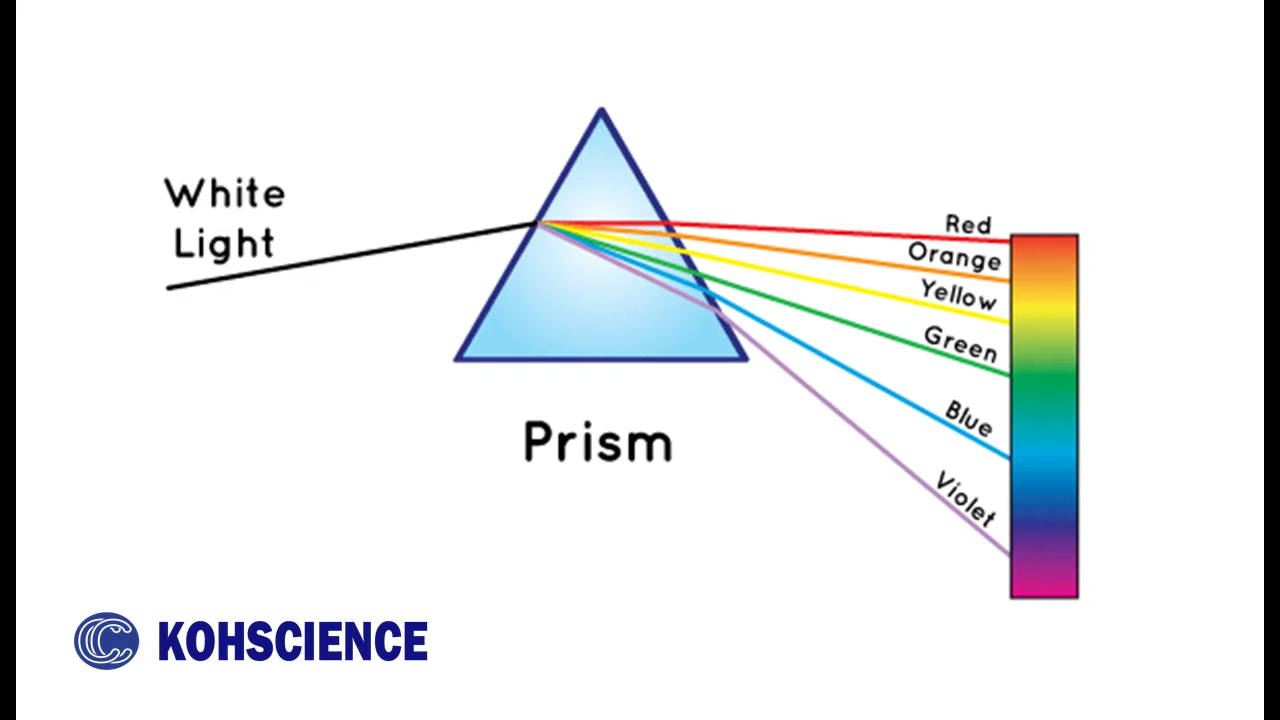 White
Light
Red
Orange
Yellow
Green
Blue
Violet
Prism
KOHSCIENCE